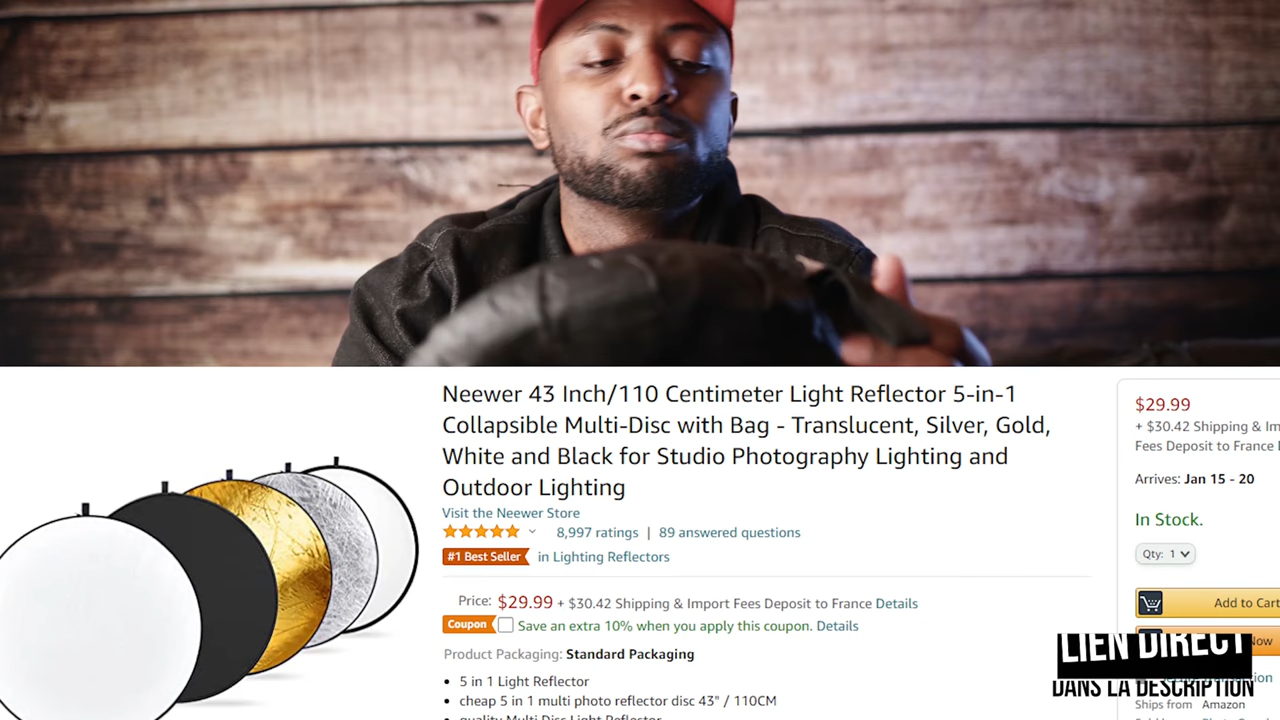 Neewer 43 Inch/110 Centimeter Light Reflector 5-in-1
Collapsible Multi-Disc with Bag - Translucent, Silver, Gold,
White and Black for Studio Photography Lighting and
Outdoor Lighting
Visit the Neewer Store
8,997 ratings | 89 answered questions
#1 Best Seller in Lighting Reflectors
Price: $29.99 + $30.42 Shipping & Import Fees Deposit to France Details
Coupon Save an extra 10% when you apply this coupon. Details
Product Packaging: Standard Packaging
• 5 in 1 Light Reflector
• cheap 5 in 1 multi photo reflector disc 43" / 110CM
• quality Multi Disc Light Reflector
$29.99
+ $30.42 Shipping & Im
Fees Deposit to France
Arrives: Jan 15 - 20
In Stock.
Qty: 1
Add to Cart
Now
LIEN DIRECT
DANS LA DESCRIPTION
Ships from Amazon